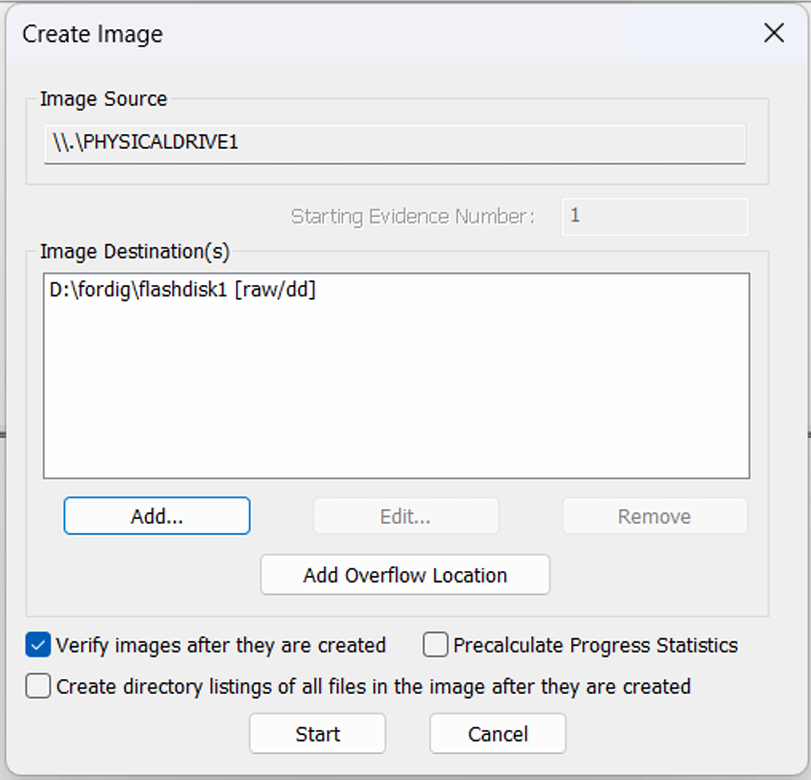 Create Image
Image Source
\\.\PHYSICALDRIVE1
Starting Evidence Number:
1
Image Destination(s)
D:\fordig\flashdisk1 [raw/dd]
Add...
Edit...
Remove
Add Overflow Location
Verify images after they are created
Precalculate Progress Statistics
Create directory listings of all files in the image after they are created
Start
Cancel